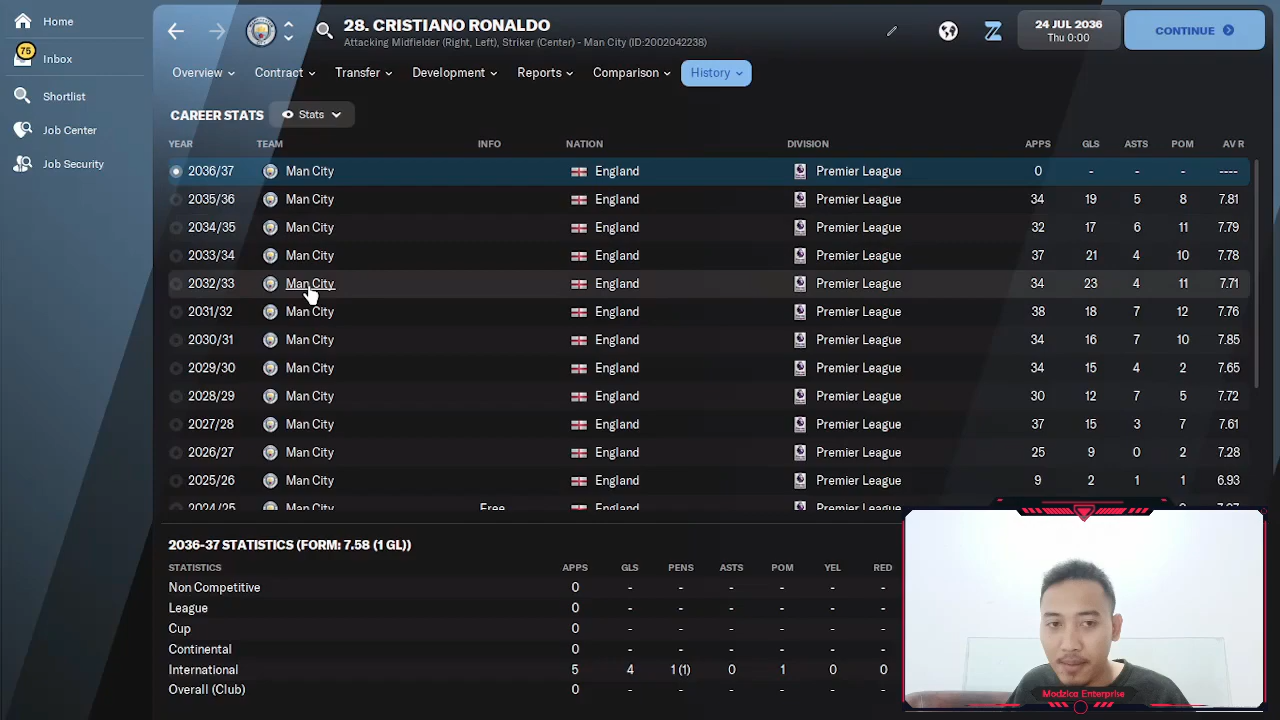 Home
75
Inbox
Shortlist
Job Center
Job Security
28. CRISTIANO RONALDO
Attacking Midfielder (Right, Left), Striker (Center) - Man City (ID:2002042238)
24 JUL 2036
Thu 0:00
CONTINUE
Overview Contract Transfer Development Reports Comparison History
CAREER STATS Stats
YEAR TEAM INFO NATION DIVISION APPS GLS ASTS POM AV R
2036/37 Man City England Premier League 0 - - - ----
2035/36 Man City England Premier League 34 19 5 8 7.81
2034/35 Man City England Premier League 32 17 6 11 7.79
2033/34 Man City England Premier League 37 21 4 10 7.78
2032/33 Man City England Premier League 34 23 4 11 7.71
2031/32 Man City England Premier League 38 18 7 12 7.76
2030/31 Man City England Premier League 34 16 7 10 7.85
2029/30 Man City England Premier League 34 15 4 2 7.65
2028/29 Man City England Premier League 30 12 7 5 7.72
2027/28 Man City England Premier League 37 15 3 7 7.61
2026/27 Man City England Premier League 25 9 0 2 7.28
2025/26 Man City England Premier League 9 2 1 1 6.93
2024/25 Man City Free England Premier League
2036-37 STATISTICS (FORM: 7.58 (1 GL))
STATISTICS APPS GLS PENS ASTS POM YEL RED
Non Competitive 0 - - - - - -
League 0 - - - - - -
Cup 0 - - - - - -
Continental 0 - - - - - -
International 5 4 1 (1) 0 1 0 0
Overall (Club) 0 - - - - - -
Modzica Enterprise